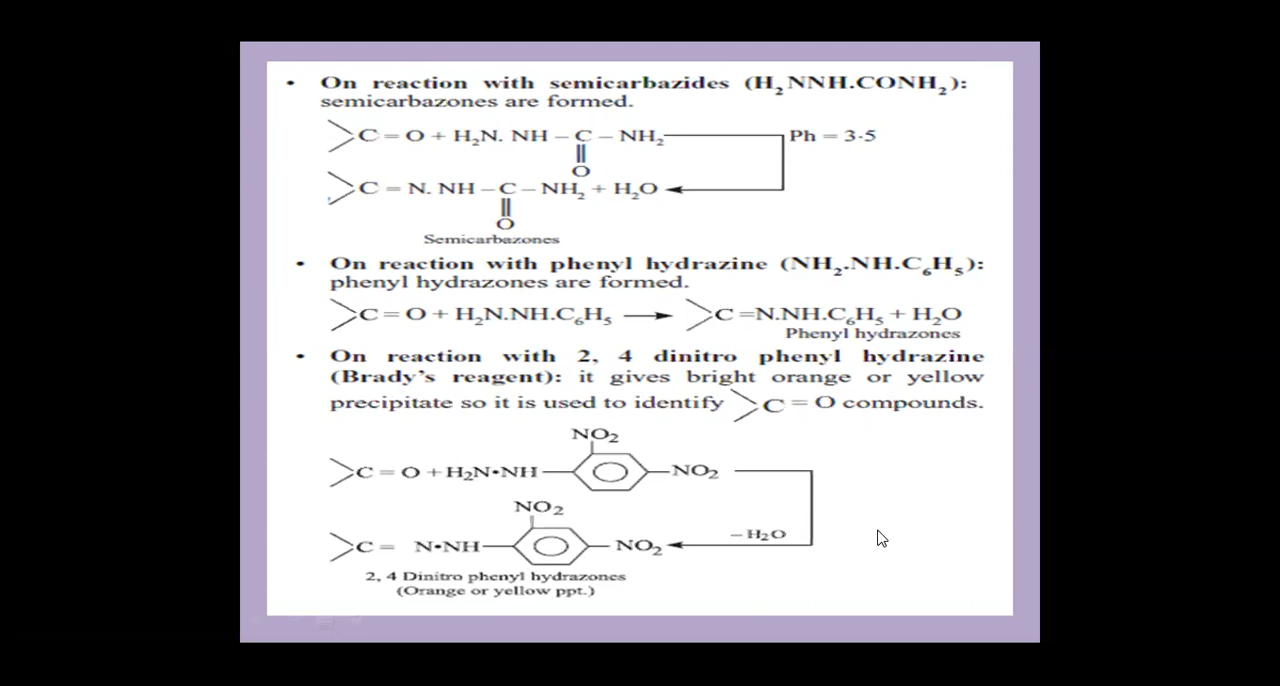 • On reaction with semicarbazides (H₂NNH.CONH₂):
semicarbazones are formed.
C = O + H₂N. NH – C – NH₂ Ph = 3·5
O
C = N. NH – C – NH₂ + H₂O
O
Semicarbazones
• On reaction with phenyl hydrazine (NH₂.NH.C₆H₅):
phenyl hydrazones are formed.
C = O + H₂N.NH.C₆H₅ ⟶ C =N.NH.C₆H₅ + H₂O
Phenyl hydrazones
• On reaction with 2, 4 dinitro phenyl hydrazine
(Brady's reagent): it gives bright orange or yellow
precipitate so it is used to identify C = O compounds.
NO₂
C = O + H₂N•NH NO₂
NO₂
– H₂O
C = N•NH NO₂
2, 4 Dinitro phenyl hydrazones
(Orange or yellow ppt.)